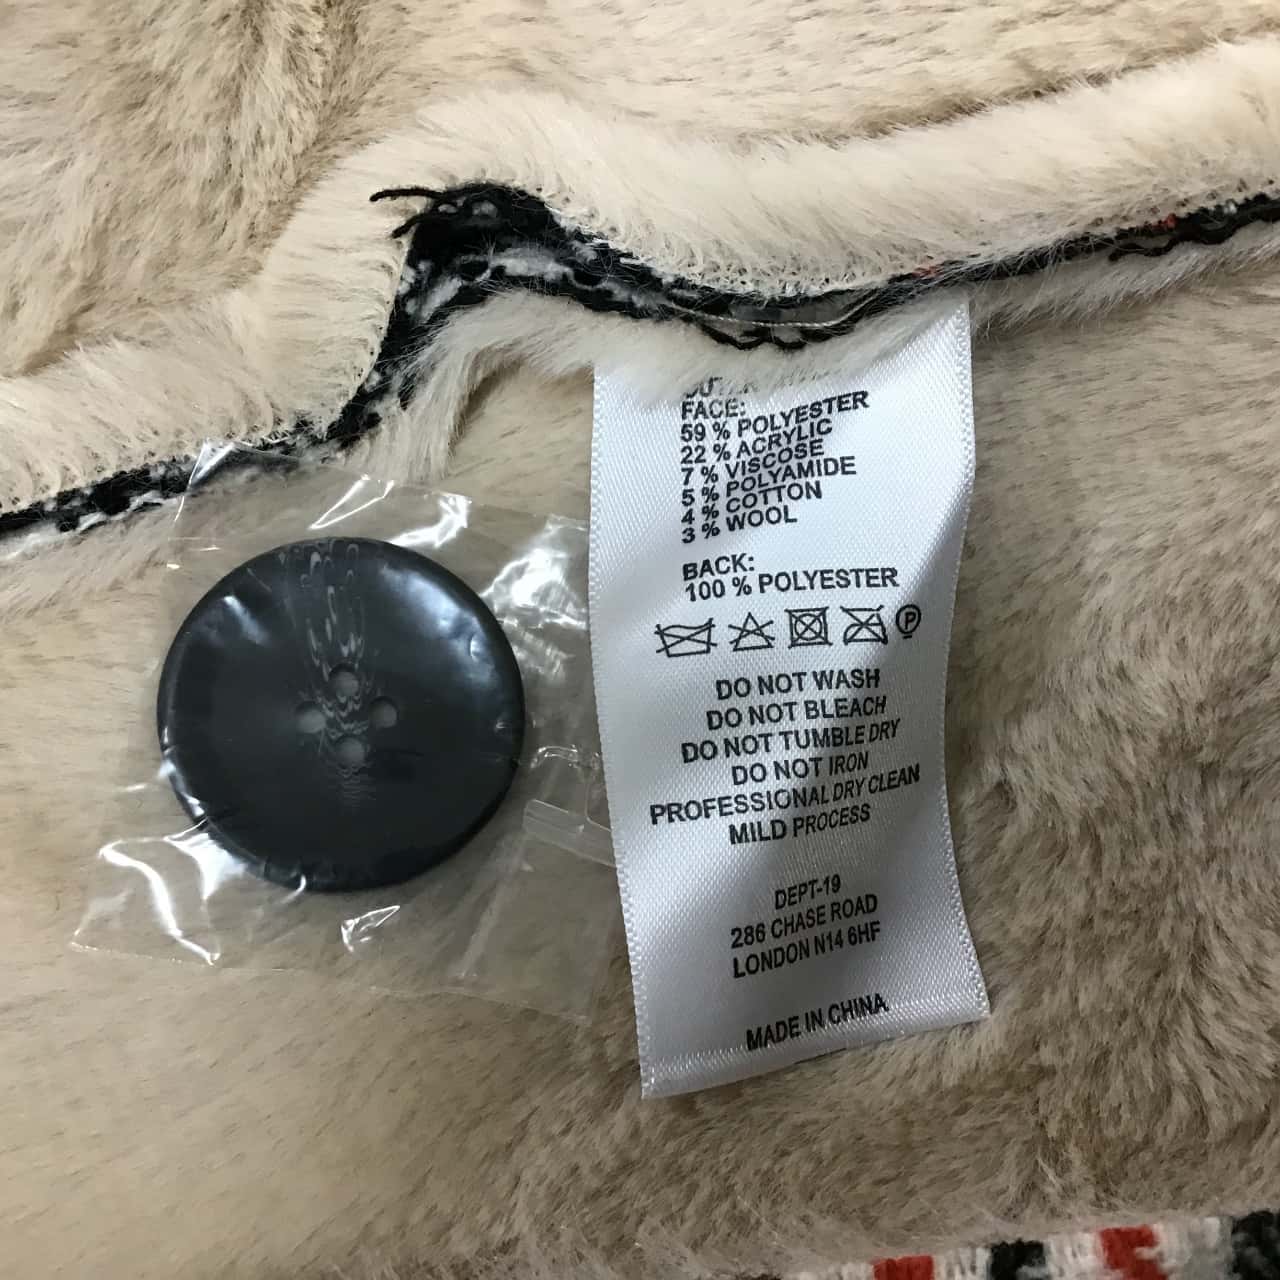 OUTER
FACE:
59 % POLYESTER
22 % ACRYLIC
7 % VISCOSE
5 % POLYAMIDE
4 % COTTON
3 % WOOL
BACK:
100 % POLYESTER
P
DO NOT WASH
DO NOT BLEACH
DO NOT TUMBLE DRY
DO NOT IRON
PROFESSIONAL DRY CLEAN
MILD PROCESS
DEPT-19
286 CHASE ROAD
LONDON N14 6HF
MADE IN CHINA